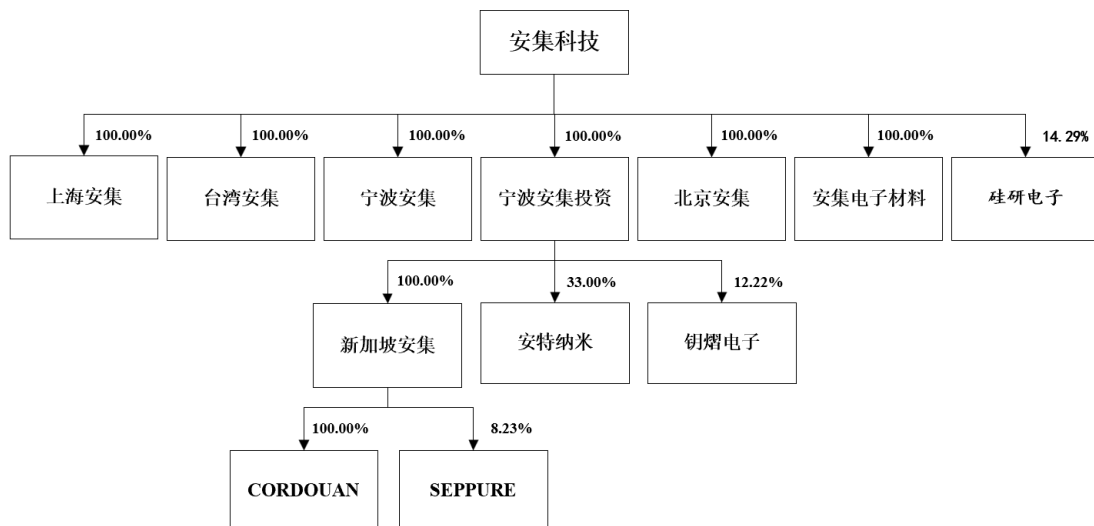 安集科技
100.00%
100.00%
100.00%
100.00%
100.00%
100.00%
14.29%
上海安集
台湾安集
宁波安集
宁波安集投资
北京安集
安集电子材料
硅研电子
100.00%
33.00%
12.22%
新加坡安集
安特纳米
钥熠电子
100.00%
8.23%
CORDOUAN
SEPPURE